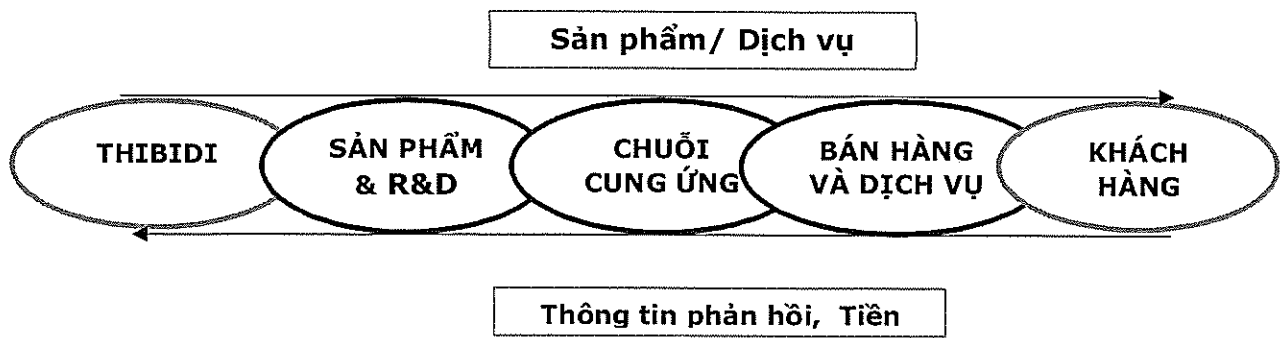 Sản phẩm/ Dịch vụ
THIBIDI
SẢN PHẨM
& R&D
CHUỖI
CUNG ỨNG
BÁN HÀNG
VÀ DỊCH VỤ
KHÁCH
HÀNG
Thông tin phản hồi, Tiền